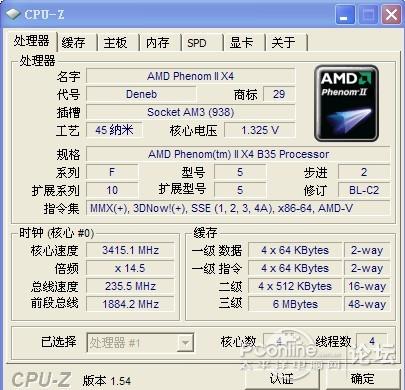 CPU-Z
处理器 缓存 主板 内存 SPD 显卡 关于
处理器
名字 AMD Phenom II X4
代号 Deneb 商标 29
插槽 Socket AM3 (938)
工艺 45 纳米 核心电压 1.325 V
AMD
Phenom II
规格 AMD Phenom(tm) II X4 B35 Processor
系列 F 型号 5 步进 2
扩展系列 10 扩展型号 5 修订 BL-C2
指令集 MMX(+), 3DNow!(+), SSE (1, 2, 3, 4A), x86-64, AMD-V
时钟 (核心 #0)
核心速度 3415.1 MHz
倍频 x 14.5
总线速度 235.5 MHz
前段总线 1884.2 MHz
缓存
一级 数据 4 x 64 KBytes 2-way
一级 指令 4 x 64 KBytes 2-way
二级 4 x 512 KBytes 16-way
三级 6 MBytes 48-way
已选择 处理器 #1 核心数 4 线程数 4
PConline 论坛
太平洋电脑网
CPU-Z 版本 1.54 认证 确定